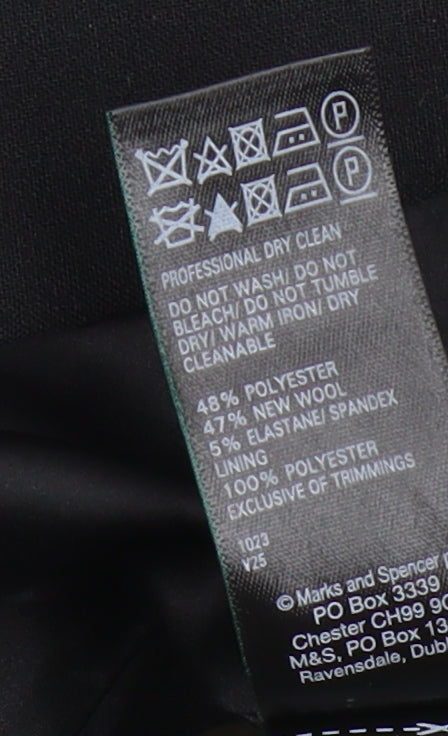 P
P
PROFESSIONAL DRY CLEAN
DO NOT WASH/ DO NOT
BLEACH/ DO NOT TUMBLE
DRY/ WARM IRON/ DRY
CLEANABLE
48% POLYESTER
47% NEW WOOL
5% ELASTANE/ SPANDEX
LINING
100% POLYESTER
EXCLUSIVE OF TRIMMINGS
1023
V25
© Marks and Spencer
PO Box 3339
Chester CH99
M&S, PO Box 13
Ravensdale, Dub